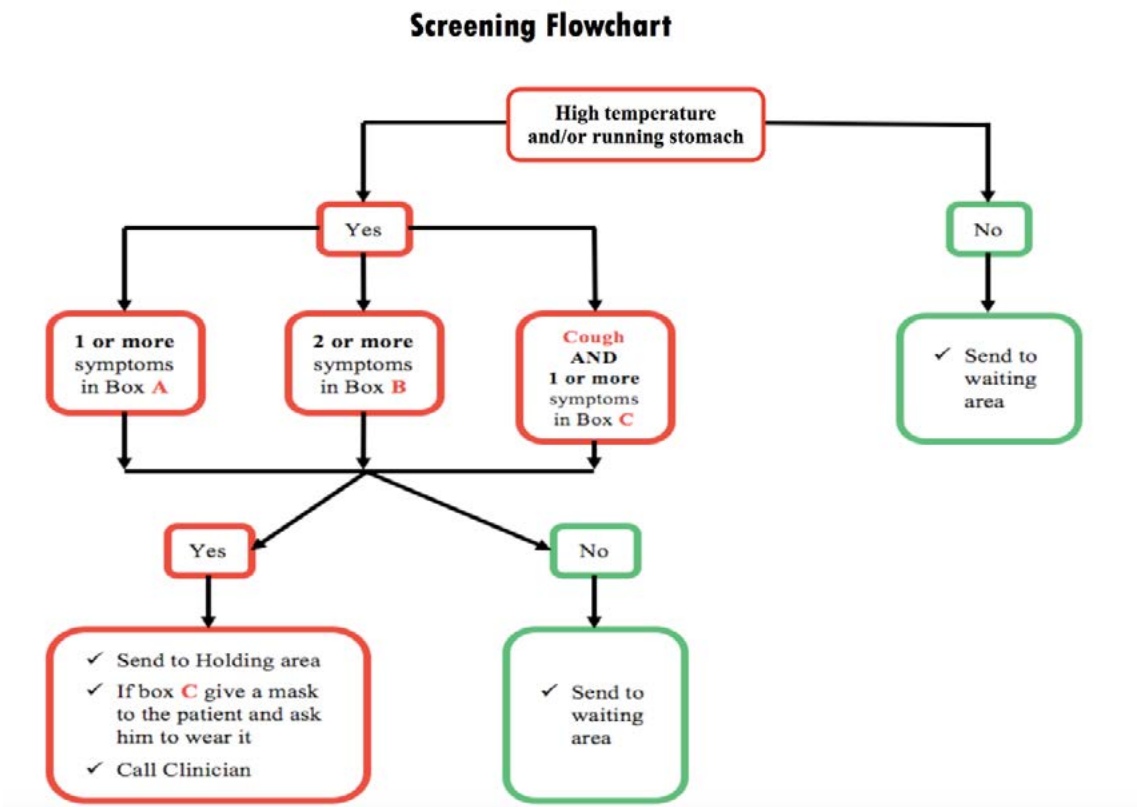 Screening Flowchart
High temperature
and/or running stomach
Yes
No
1 or more
symptoms
in Box A
2 or more
symptoms
in Box B
Cough
AND
1 or more
symptoms
in Box C
✓ Send to
waiting
area
Yes
No
✓ Send to Holding area
✓ If box C give a mask
to the patient and ask
him to wear it
✓ Call Clinician
✓ Send to
waiting
area